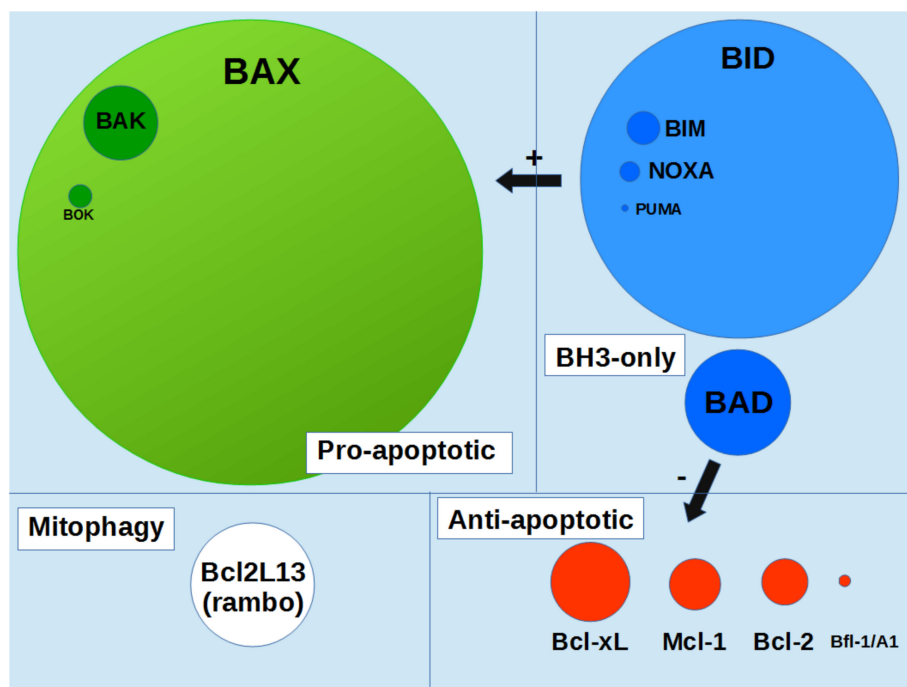 BAX
BAK
BOK
Pro-apoptotic
+
BID
BIM
NOXA
PUMA
BH3-only
BAD
-
Mitophagy
Bcl2L13
(rambo)
Anti-apoptotic
Bcl-xL
Mcl-1
Bcl-2
Bfl-1/A1